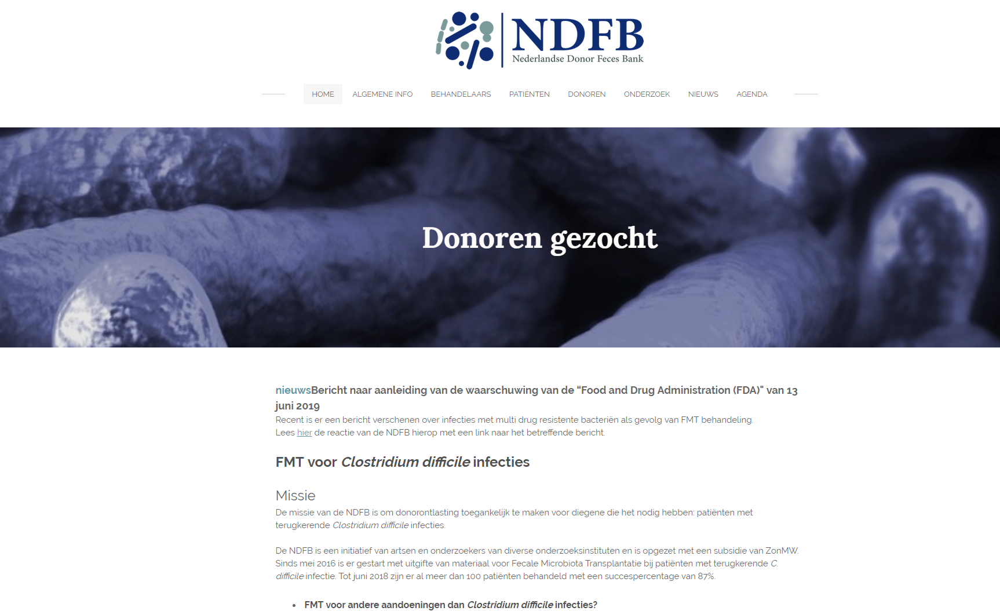 NDFB
Nederlandse Donor Feces Bank
HOME ALGEMENE INFO BEHANDELAARS PATIËNTEN DONOREN ONDERZOEK NIEUWS AGENDA
Donoren gezocht
nieuwsBericht naar aanleiding van de waarschuwing van de “Food and Drug Administration (FDA)" van 13
juni 2019
Recent is er een bericht verschenen over infecties met multi drug resistente bacteriën als gevolg van FMT behandeling.
Lees hier de reactie van de NDFB hierop met een link naar het betreffende bericht.
FMT voor Clostridium difficile infecties
Missie
De missie van de NDFB is om donorontlasting toegankelijk te maken voor diegene die het nodig hebben: patiënten met
terugkerende Clostridium difficile infecties.
De NDFB is een initiatief van artsen en onderzoekers van diverse onderzoeksinstituten en is opgezet met een subsidie van ZonMW.
Sinds mei 2016 is er gestart met uitgifte van materiaal voor Fecale Microbiota Transplantatie bij patiënten met terugkerende C.
difficile infectie. Tot juni 2018 zijn er al meer dan 100 patiënten behandeld met een succespercentage van 87%.
• FMT voor andere aandoeningen dan Clostridium difficile infecties?